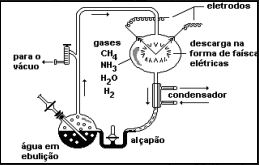 eletrodos
para o
vácuo
gases
CH4
NH3
H2O
H2
descarga na
forma de faísca
elétricas
condensador
alçapão
água em
ebulição